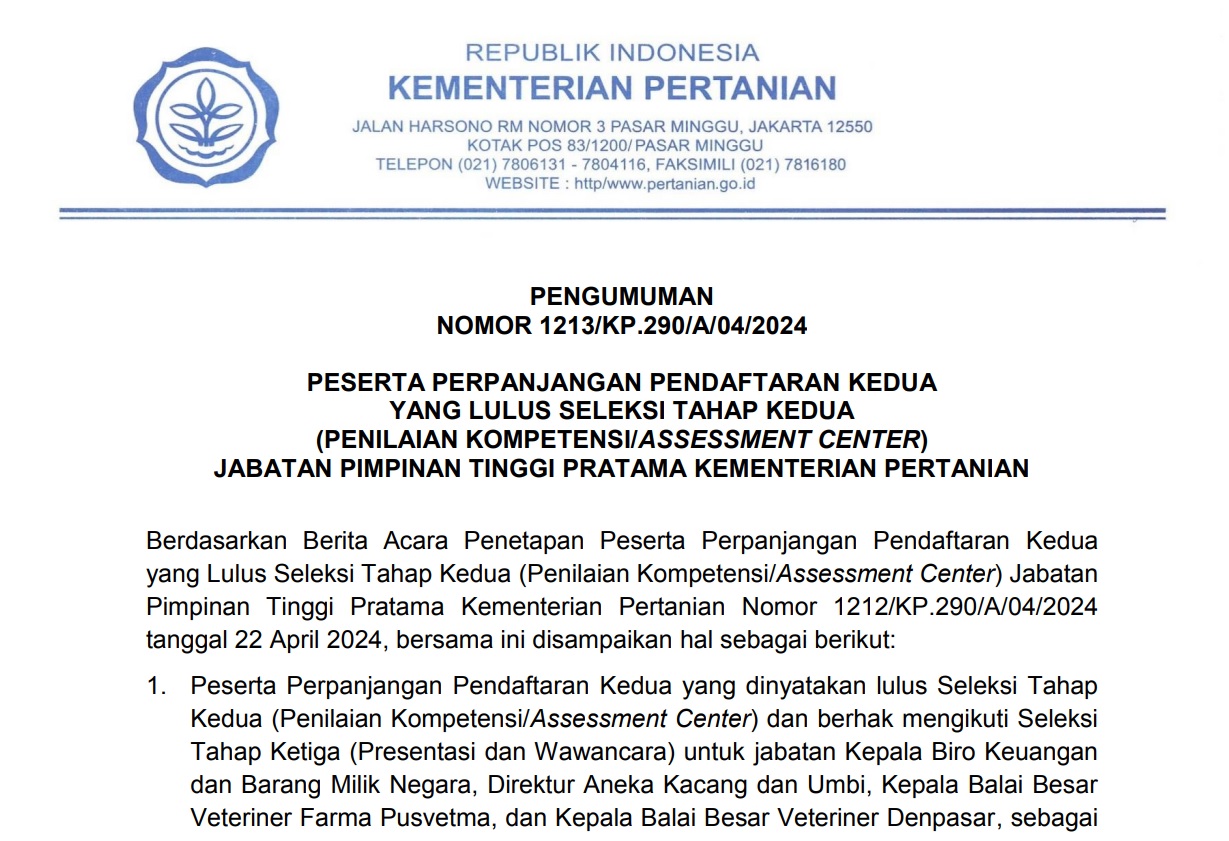 REPUBLIK INDONESIA
KEMENTERIAN PERTANIAN
JALAN HARSONO RM NOMOR 3 PASAR MINGGU, JAKARTA 12550
KOTAK POS 83/1200/ PASAR MINGGU
TELEPON (021) 7806131 - 7804116, FAKSIMILI (021) 7816180
WEBSITE : http/www.pertanian.go.id
PENGUMUMAN
NOMOR 1213/KP.290/A/04/2024
PESERTA PERPANJANGAN PENDAFTARAN KEDUA
YANG LULUS SELEKSI TAHAP KEDUA
(PENILAIAN KOMPETENSI/ASSESSMENT CENTER)
JABATAN PIMPINAN TINGGI PRATAMA KEMENTERIAN PERTANIAN
Berdasarkan Berita Acara Penetapan Peserta Perpanjangan Pendaftaran Kedua
yang Lulus Seleksi Tahap Kedua (Penilaian Kompetensi/Assessment Center) Jabatan
Pimpinan Tinggi Pratama Kementerian Pertanian Nomor 1212/KP.290/A/04/2024
tanggal 22 April 2024, bersama ini disampaikan hal sebagai berikut:
1. Peserta Perpanjangan Pendaftaran Kedua yang dinyatakan lulus Seleksi Tahap
Kedua (Penilaian Kompetensi/Assessment Center) dan berhak mengikuti Seleksi
Tahap Ketiga (Presentasi dan Wawancara) untuk jabatan Kepala Biro Keuangan
dan Barang Milik Negara, Direktur Aneka Kacang dan Umbi, Kepala Balai Besar
Veteriner Farma Pusvetma, dan Kepala Balai Besar Veteriner Denpasar, sebagai